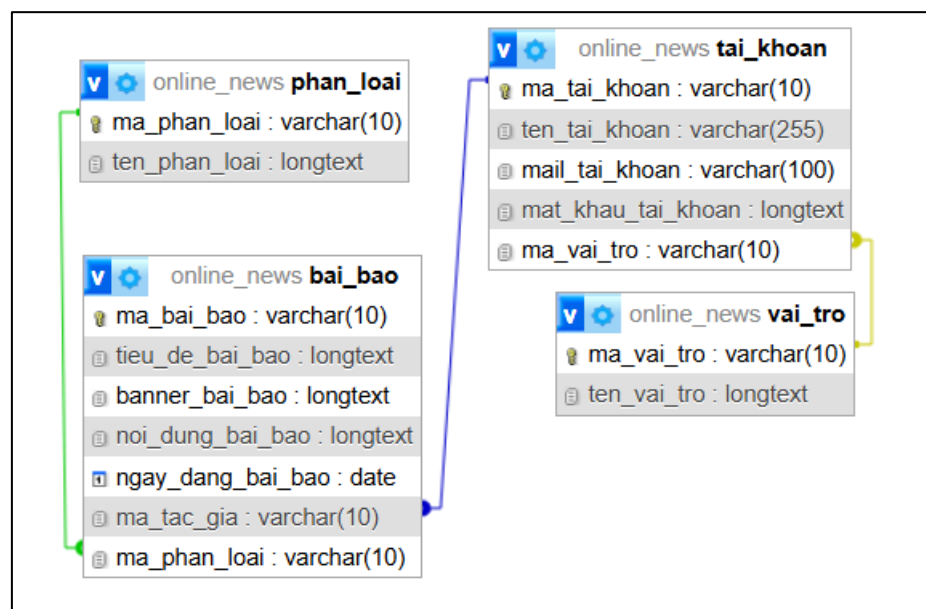 V online_news phan_loai
ma_phan_loai : varchar(10)
ten_phan_loai : longtext
V online_news bai_bao
ma_bai_bao : varchar(10)
tieu_de_bai_bao : longtext
banner_bai_bao : longtext
noi_dung_bai_bao : longtext
ngay_dang_bai_bao : date
ma_tac_gia : varchar(10)
ma_phan_loai : varchar(10)
V online_news tai_khoan
ma_tai_khoan : varchar(10)
ten_tai_khoan : varchar(255)
mail_tai_khoan : varchar(100)
mat_khau_tai_khoan : longtext
ma_vai_tro : varchar(10)
V online_news vai_tro
ma_vai_tro : varchar(10)
ten_vai_tro : longtext